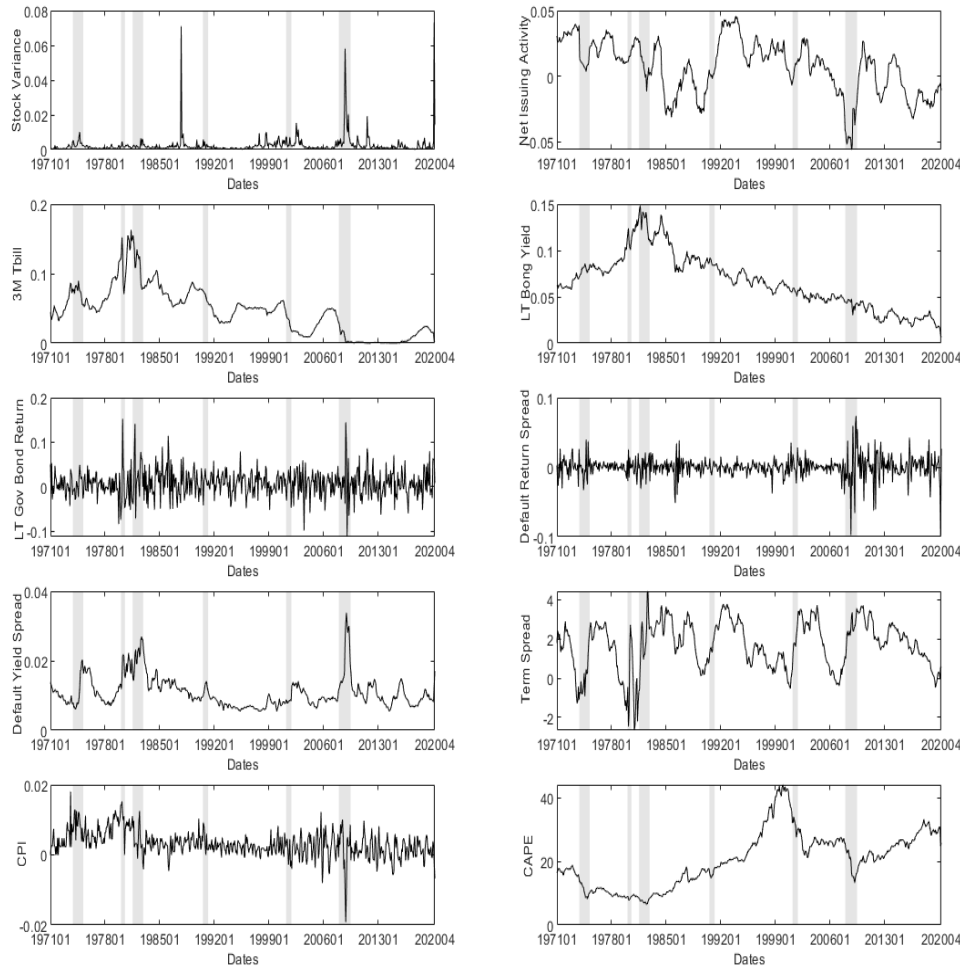 0.08
0.06
0.04
0.02
0
Stock Variance
197101 197801 198501 199201 199901 200601 201301 202004
Dates
0.05
0
-0.05
Net Issuing Activity
197101 197801 198501 199201 199901 200601 201301 202004
Dates
0.2
0.1
0
3M Tbill
197101 197801 198501 199201 199901 200601 201301 202004
Dates
0.15
0.1
0.05
0
LT Bong Yield
197101 197801 198501 199201 199901 200601 201301 202004
Dates
0.2
0.1
0
-0.1
LT Gov Bond Return
197101 197801 198501 199201 199901 200601 201301 202004
Dates
0.1
0
-0.1
Default Return Spread
197101 197801 198501 199201 199901 200601 201301 202004
Dates
0.04
0.02
0
Default Yield Spread
197101 197801 198501 199201 199901 200601 201301 202004
Dates
4
2
0
-2
Term Spread
197101 197801 198501 199201 199901 200601 201301 202004
Dates
0.02
0
-0.02
CPI
197101 197801 198501 199201 199901 200601 201301 202004
Dates
40
20
0
CAPE
197101 197801 198501 199201 199901 200601 201301 202004
Dates